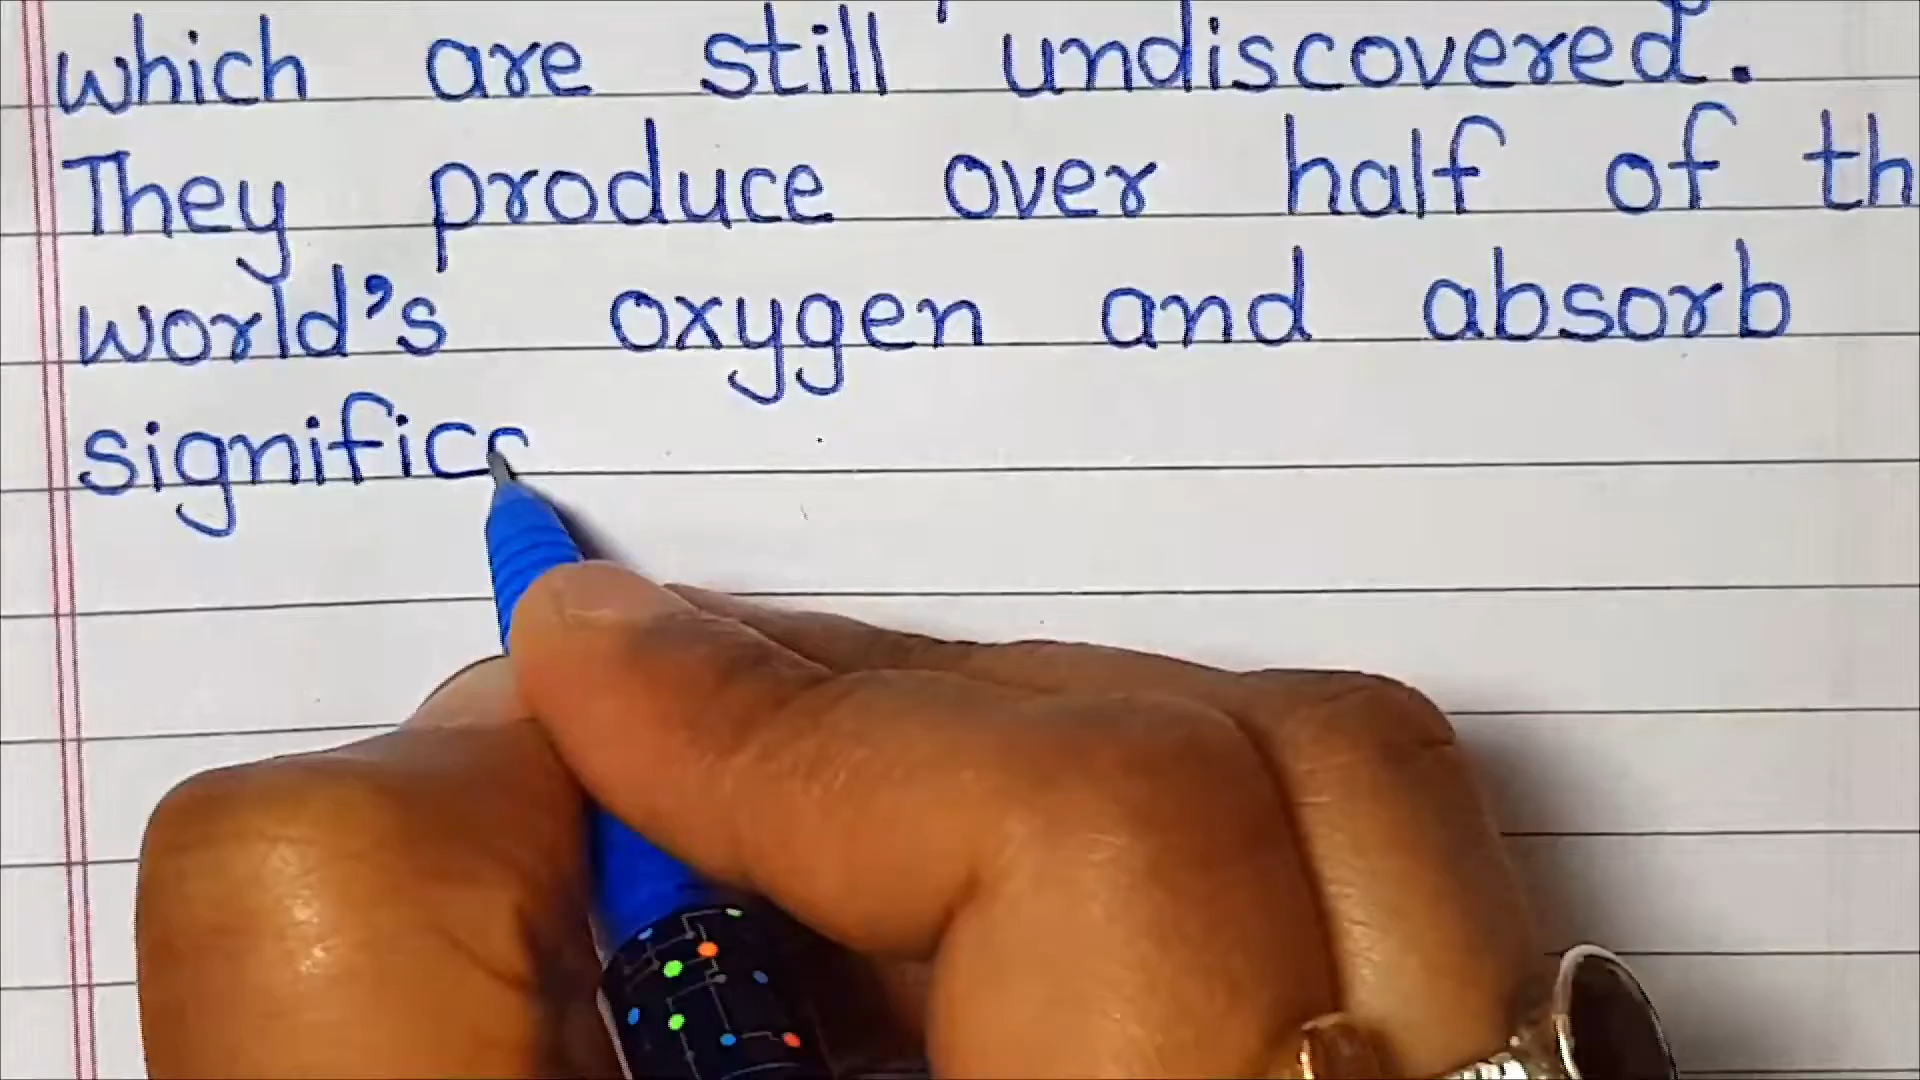 which are still undiscovered.
They produce over half of th
world's oxygen and absorb
signific